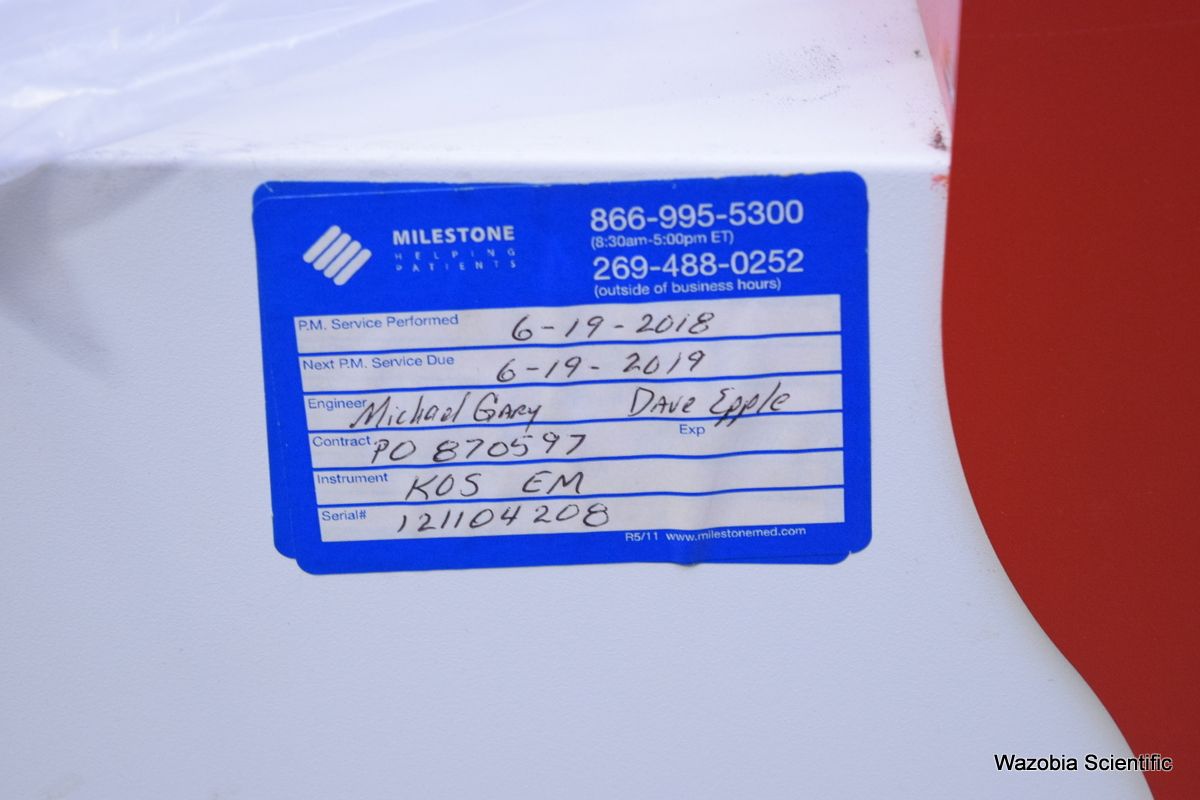 MILESTONE
HELPING
PATIENTS
866-995-5300
(8:30am-5:00pm ET)
269-488-0252
(outside of business hours)
P.M. Service Performed 6-19-2018
Next P.M. Service Due 6-19-2019
Engineer Michael Gary Dave Epple
Contract PO 870597 Exp
Instrument KOS EM
Serial# 121104208
R5/11 www.milestonemed.com
Wazobia Scientific